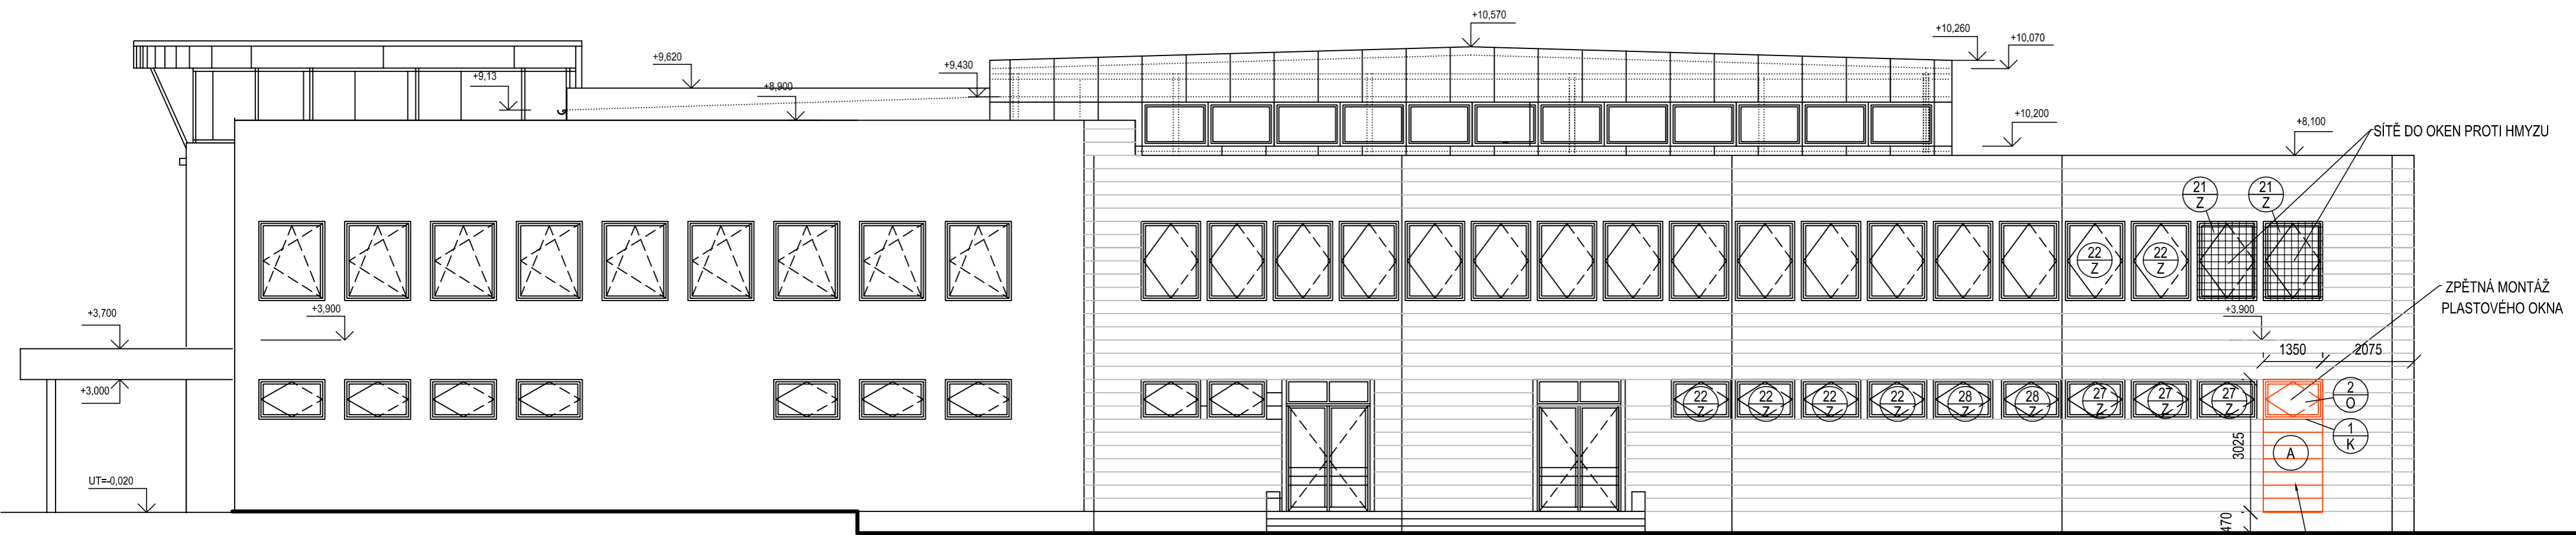 +10,570
+10,260
+10,070
+9,620
+9,430
+9,13
+8,900
+10,200
+8,100
SÍTĚ DO OKEN PROTI HMYZU
21
Z
21
Z
22
Z
22
Z
ZPĚTNÁ MONTÁŽ
PLASTOVÉHO OKNA
+3,700
+3,900
+3,900
1350
2075
+3,000
22
Z
22
Z
22
Z
22
Z
28
Z
28
Z
27
Z
27
Z
27
Z
2
O
1
K
3025
A
UT=-0,020
470